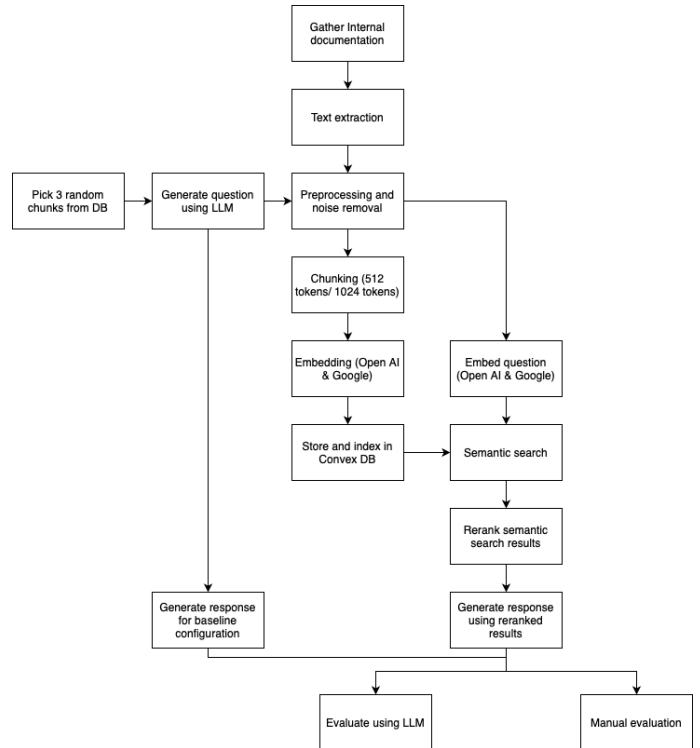 Gather Internal
documentation
Text extraction
Pick 3 random
chunks from DB
Generate question
using LLM
Preprocessing and
noise removal
Chunking (512
tokens/ 1024 tokens)
Embedding (Open AI
& Google)
Embed question
(Open AI & Google)
Store and index in
Convex DB
Semantic search
Rerank semantic
search results
Generate response
for baseline
configuration
Generate response
using reranked
results
Evaluate using LLM
Manual evaluation